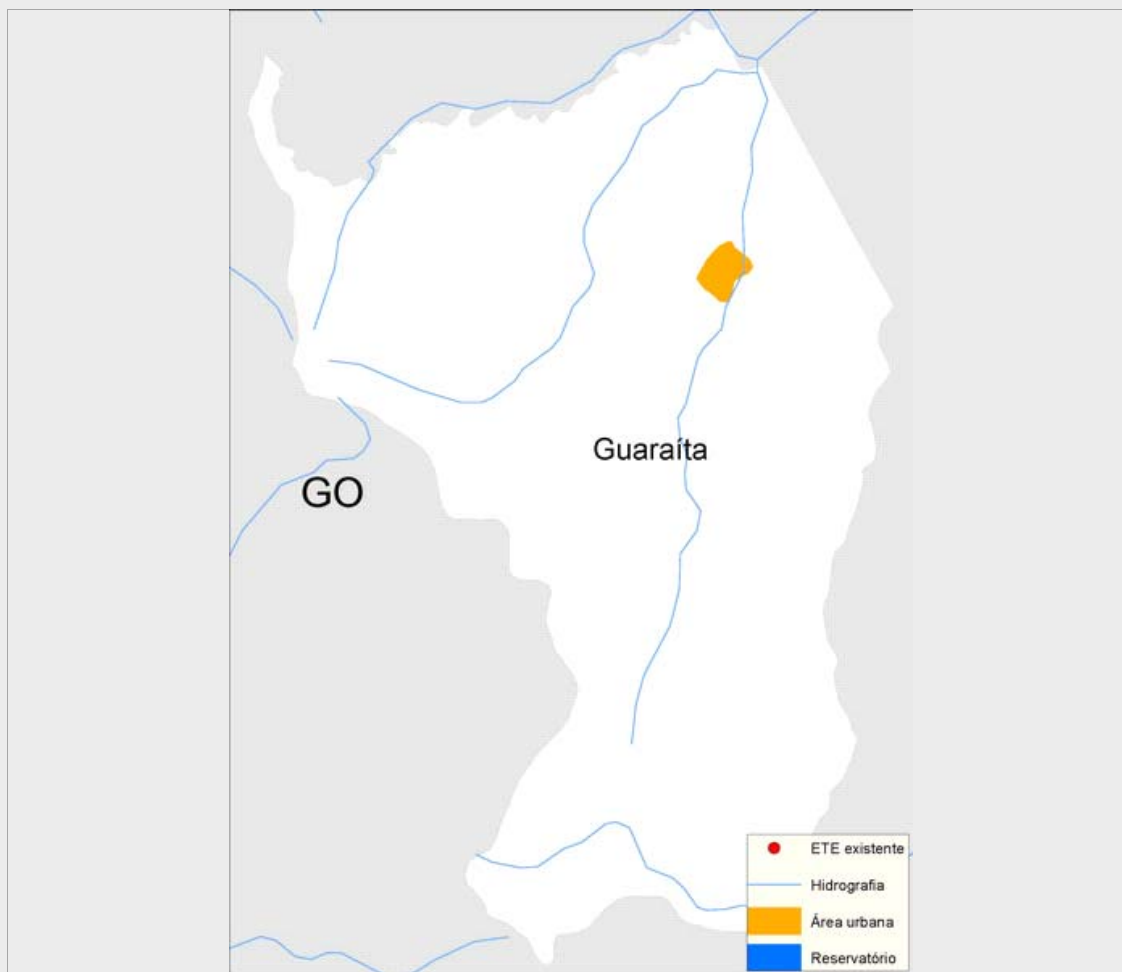 Guaraíta
GO
ETE existente
Hidrografia
Área urbana
Reservatório